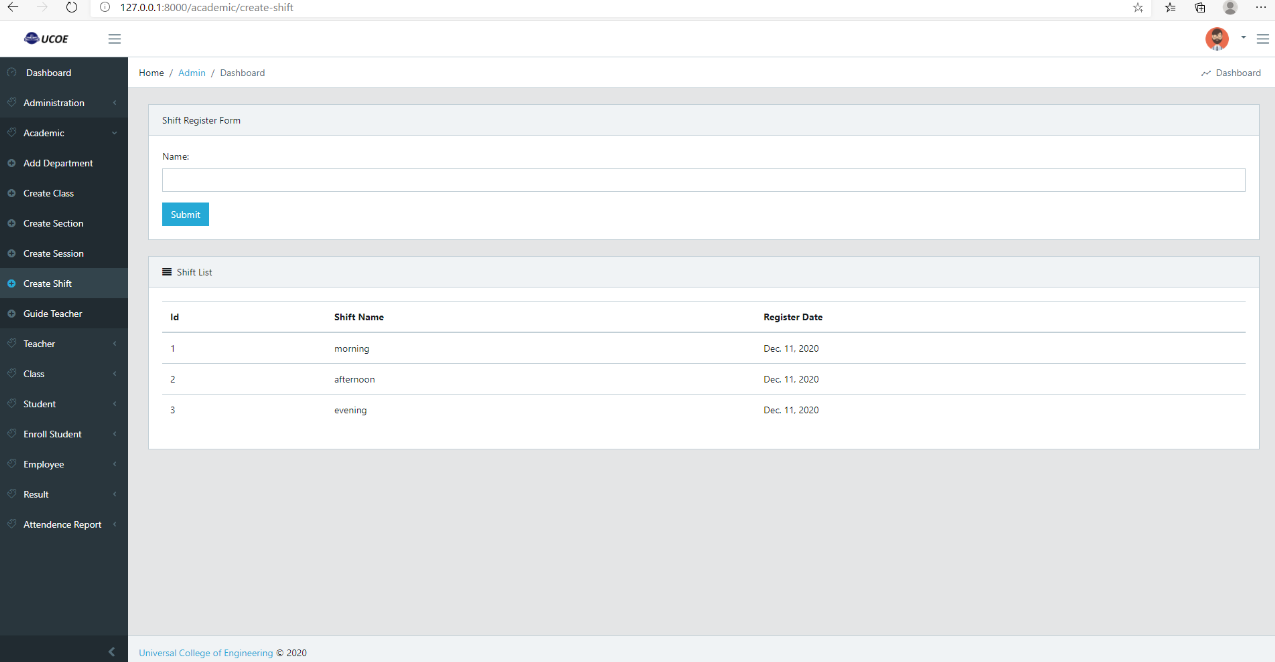 127.0.0.1:8000/academic/create-shift
UCOE
Dashboard
Administration
Academic
Add Department
Create Class
Create Section
Create Session
Create Shift
Guide Teacher
Teacher
Class
Student
Enroll Student
Employee
Result
Attendence Report
Home / Admin / Dashboard
Dashboard
Shift Register Form
Name:
Submit
Shift List
Id Shift Name Register Date
1 morning Dec. 11, 2020
2 afternoon Dec. 11, 2020
3 evening Dec. 11, 2020
Universal College of Engineering © 2020